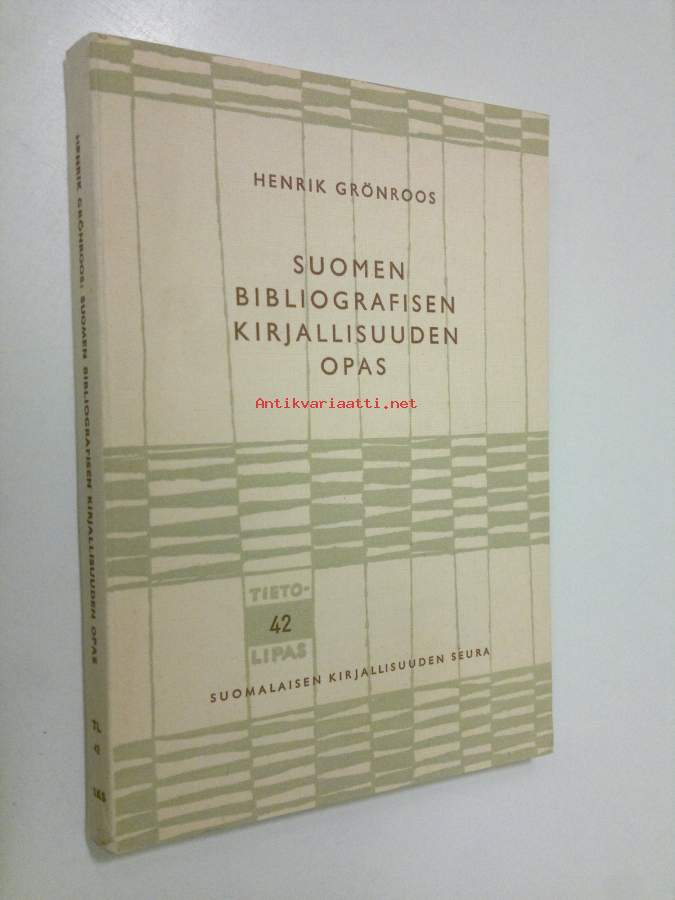 HENRIK GRÖNROOS
SUOMEN
BIBLIOGRAFISEN
KIRJALLISUUDEN
OPAS
Antikvariaatti.net
TIETO-
42
LIPAS
SUOMALAISEN KIRJALLISUUDEN SEURA
HENRIK GRÖNROOS: SUOMEN BIBLIOGRAFISEN KIRJALLISUUDEN OPAS
TL
42